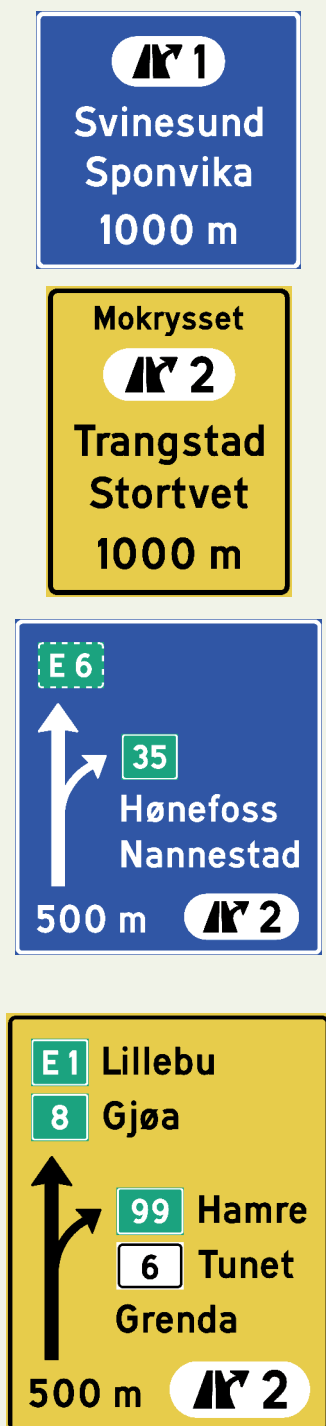 1
Svinesund
Sponvika
1000 m
Mokrysset
2
Trangstad
Stortvet
1000 m
E 6
35
Hønefoss
Nannestad
500 m 2
E 1 Lillebu
8 Gjøa
99 Hamre
6 Tunet
Grenda
500 m 2